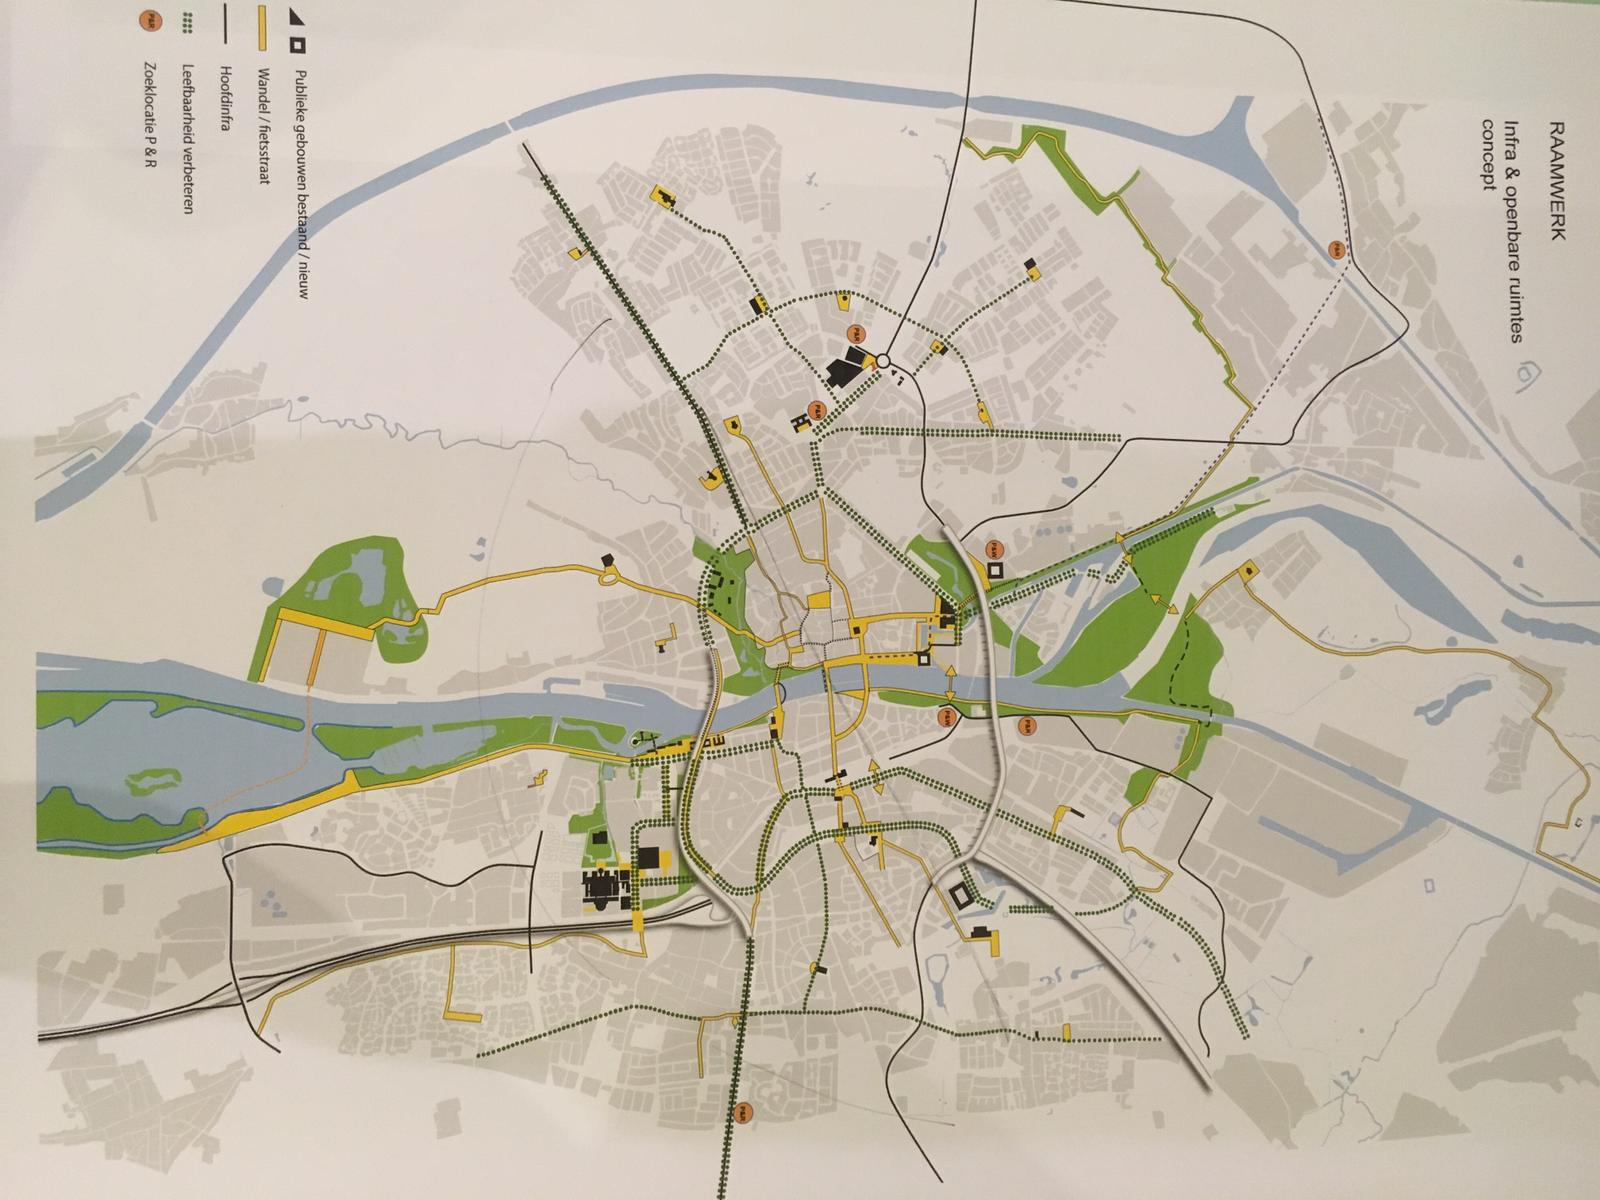 RAAMWERK
Infra & openbare ruimtes
concept
Publieke gebouwen bestaand / nieuw
Wandel / fietsstraat
Hoofdinfra
Leefbaarheid verbeteren
Zoeklocatie P & R
P&R
P&R
P&R
P&R
P&W
P&W
P&R
P&R